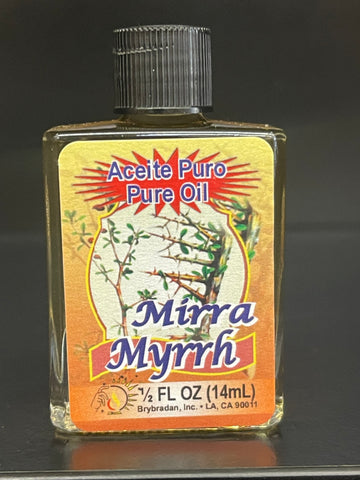 Aceite Puro
Pure Oil
Mirra
Myrrh
1/2 FL OZ (14mL)
Brybradan, Inc. • LA, CA 90011